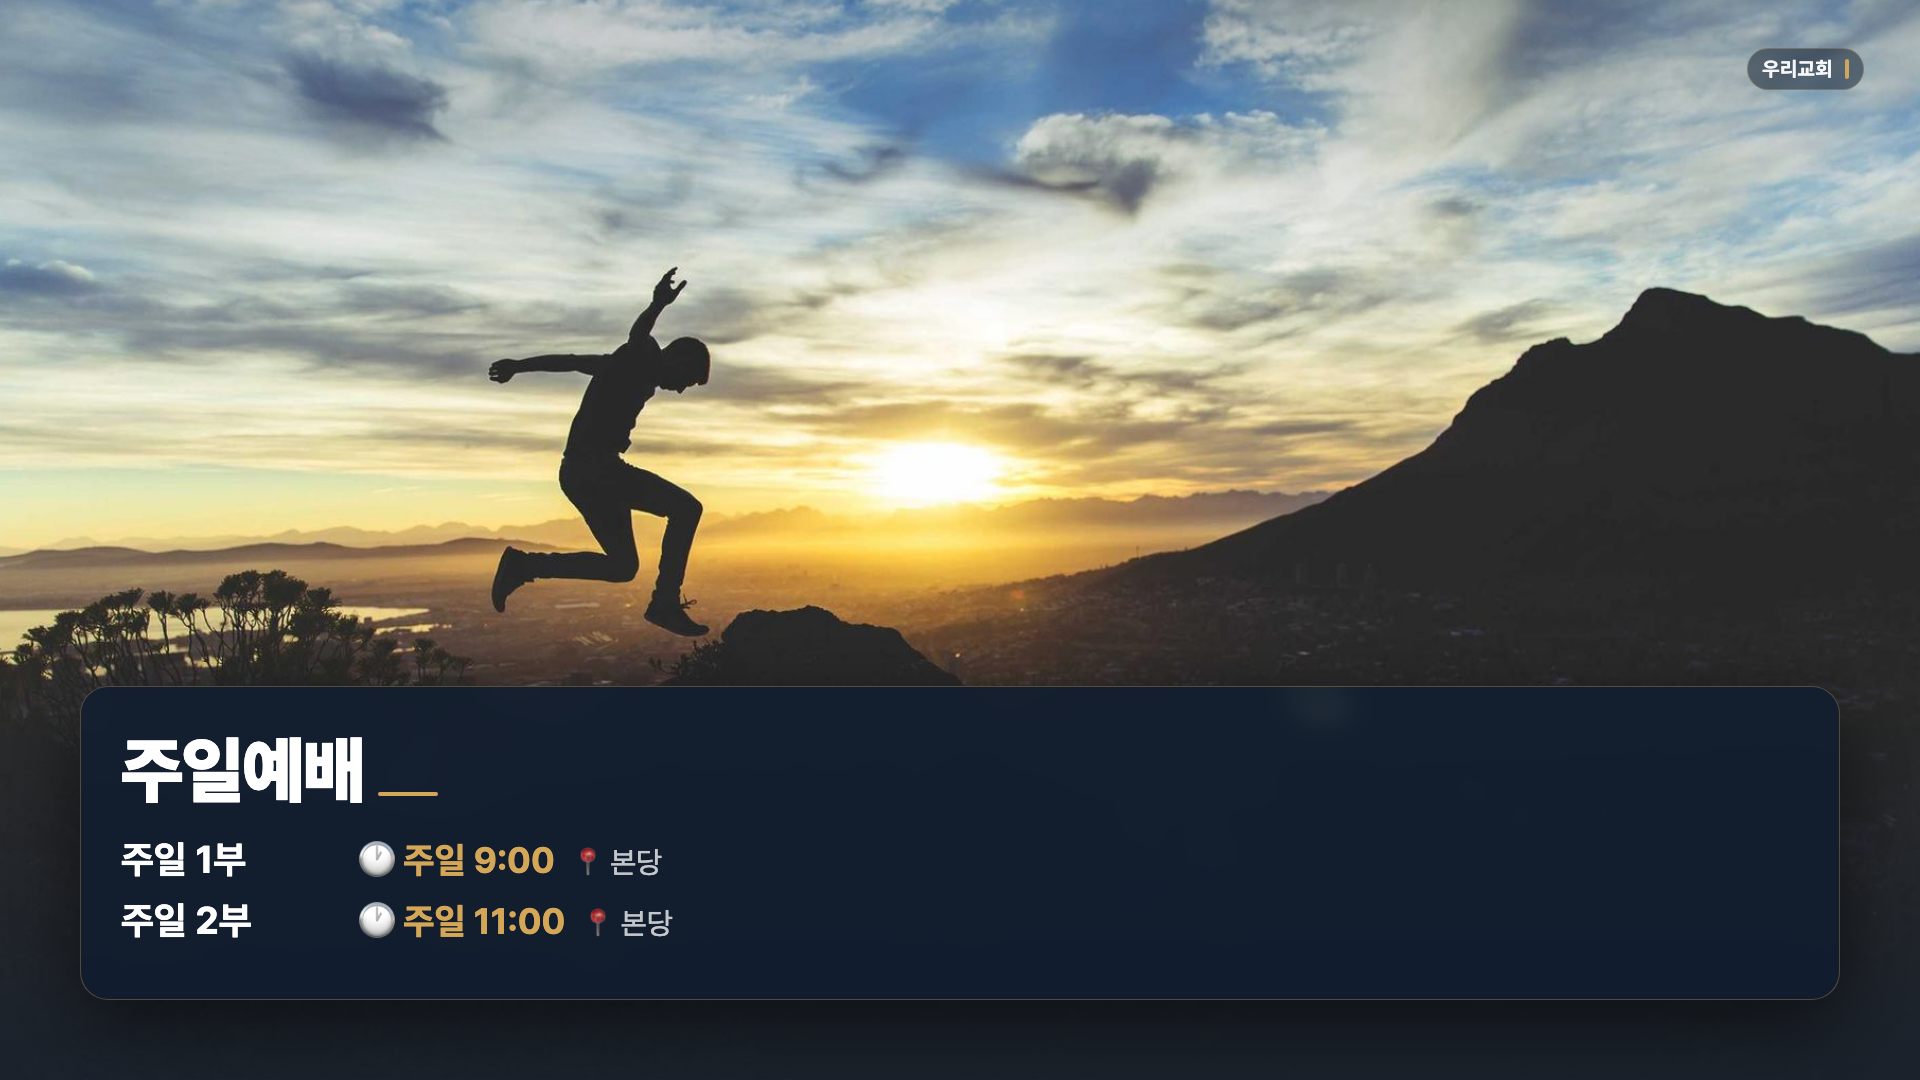 우리교회
주일예배
주일 1부 🕐 주일 9:00 📍 본당
주일 2부 🕐 주일 11:00 📍 본당